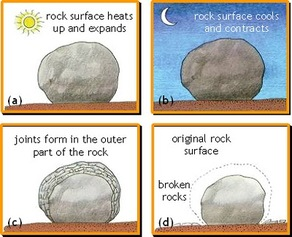 rock surface heats
up and expands
(a)
rock surface cools
and contracts
(b)
joints form in the outer
part of the rock
(c)
original rock
surface
broken
rocks
(d)